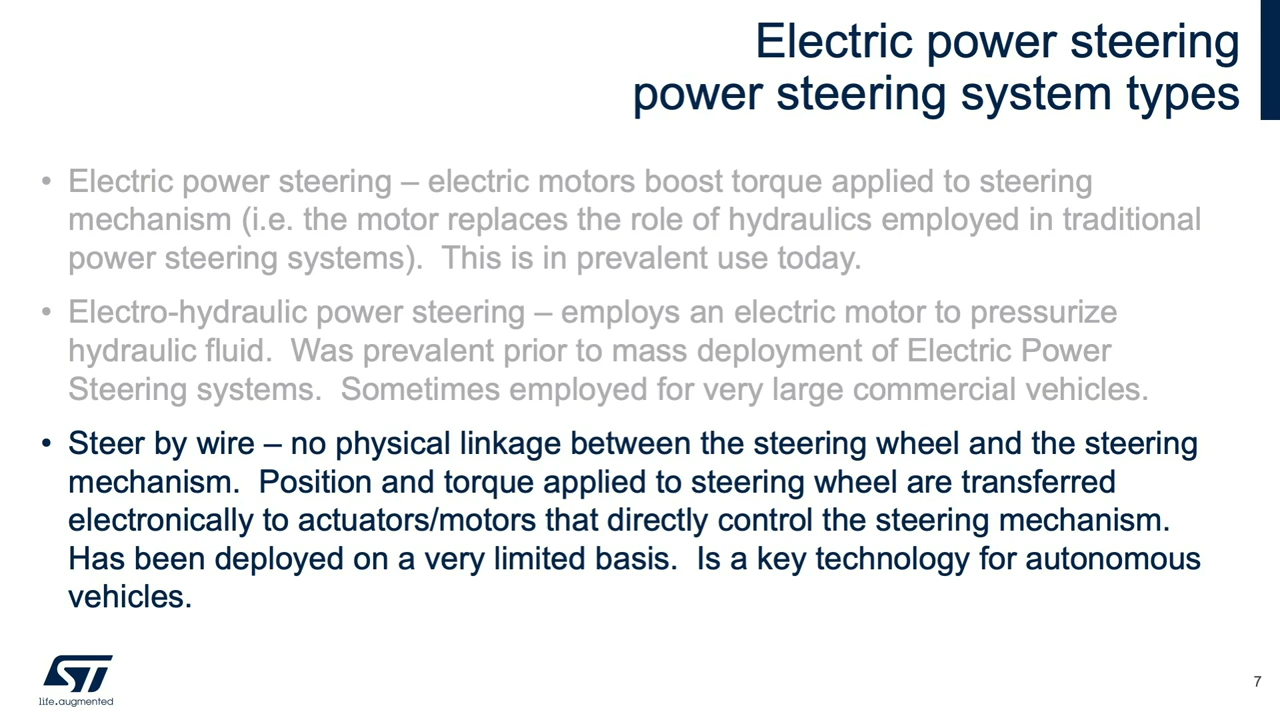 Electric power steering
power steering system types
• Electric power steering – electric motors boost torque applied to steering
mechanism (i.e. the motor replaces the role of hydraulics employed in traditional
power steering systems).  This is in prevalent use today.
• Electro-hydraulic power steering – employs an electric motor to pressurize
hydraulic fluid.  Was prevalent prior to mass deployment of Electric Power
Steering systems.  Sometimes employed for very large commercial vehicles.
• Steer by wire – no physical linkage between the steering wheel and the steering
mechanism.  Position and torque applied to steering wheel are transferred
electronically to actuators/motors that directly control the steering mechanism.
Has been deployed on a very limited basis.  Is a key technology for autonomous
vehicles.
ST
life.augmented
7